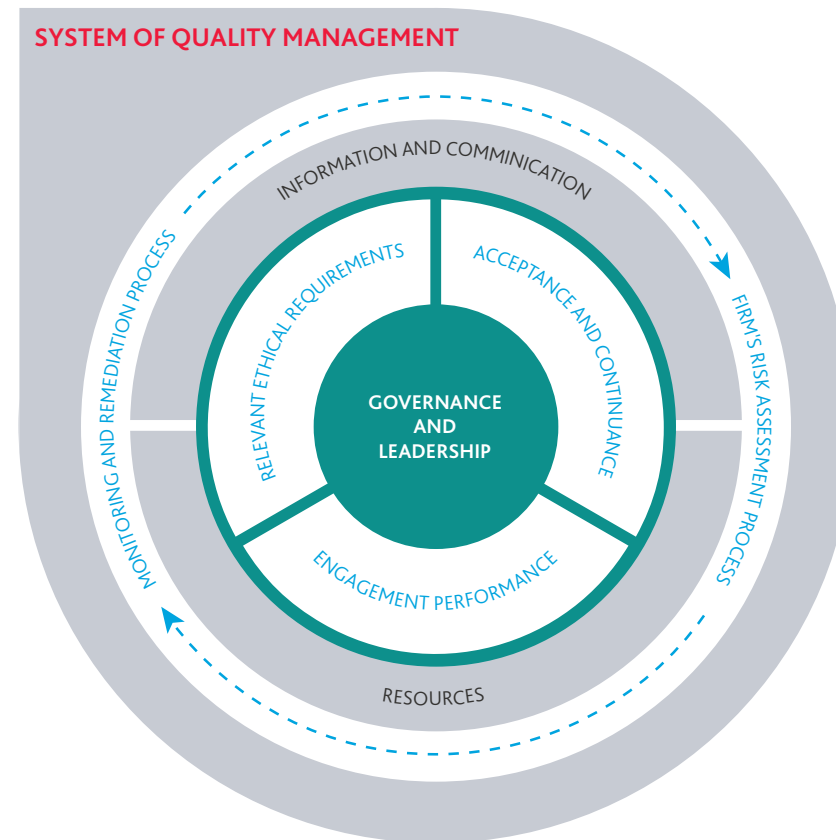 SYSTEM OF QUALITY MANAGEMENT
INFORMATION AND COMMINICATION
MONITORING AND REMEDIATION PROCESS
FIRM'S RISK ASSESSMENT PROCESS
RELEVANT ETHICAL REQUIREMENTS
ACCEPTANCE AND CONTINUANCE
GOVERNANCE
AND
LEADERSHIP
ENGAGEMENT PERFORMANCE
RESOURCES